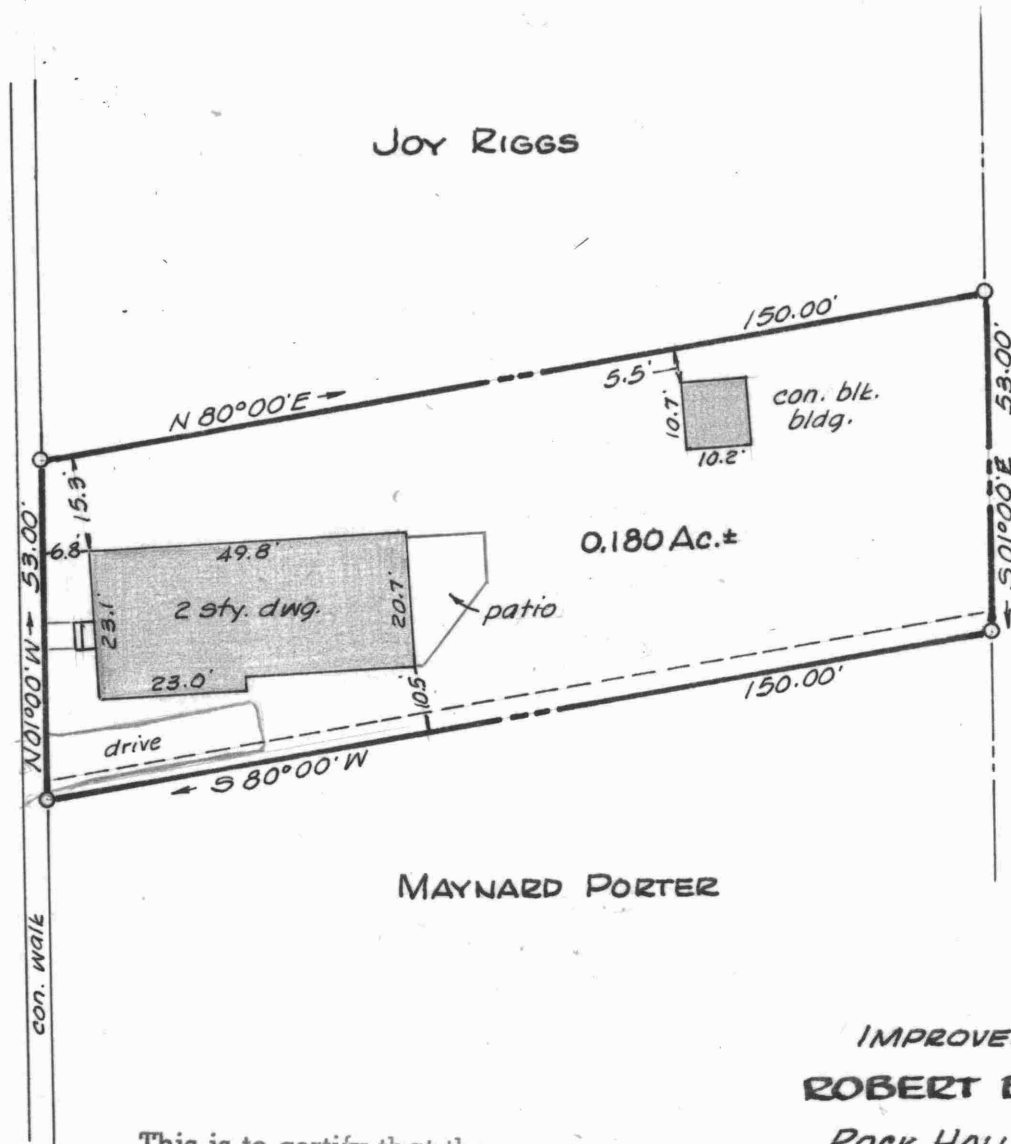 JOY RIGGS
150.00'
53.00'
N 80°00'E
5.5'
10.7'
10.2'
con. blk.
bldg.
15.3'
6.8'
N01°00'W
53.00'
49.8'
23.1'
2 sty. dwg.
20.7'
23.0'
patio
0.180 Ac.±
S01°00'E
10.5'
150.00'
drive
S 80°00'W
MAYNARD PORTER
con. walk
IMPROVE
ROBERT
This is to certify that th
ROCK HALL